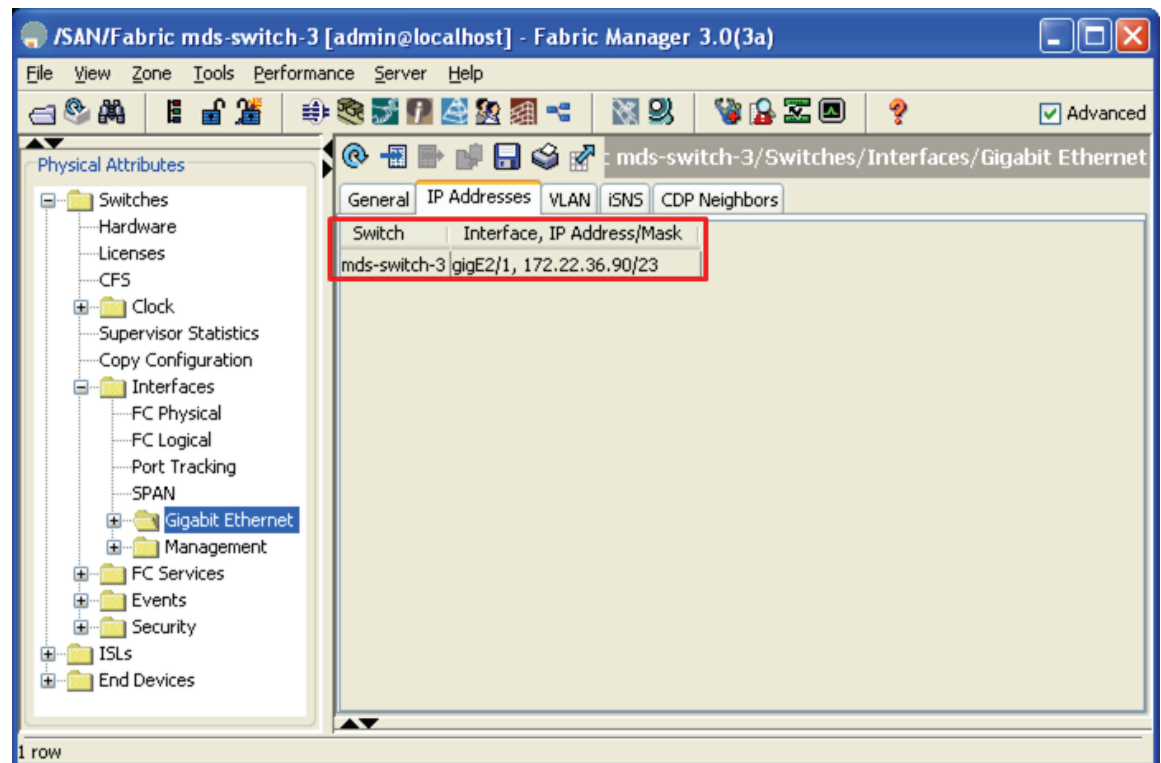 /SAN/Fabric mds-switch-3 [admin@localhost] - Fabric Manager 3.0(3a)
File View Zone Tools Performance Server Help
Advanced
Physical Attributes
: mds-switch-3/Switches/Interfaces/Gigabit Ethernet
General IP Addresses VLAN iSNS CDP Neighbors
Switch Interface, IP Address/Mask
mds-switch-3 gigE2/1, 172.22.36.90/23
Switches
Hardware
Licenses
CFS
Clock
Supervisor Statistics
Copy Configuration
Interfaces
FC Physical
FC Logical
Port Tracking
SPAN
Gigabit Ethernet
Management
FC Services
Events
Security
ISLs
End Devices
1 row